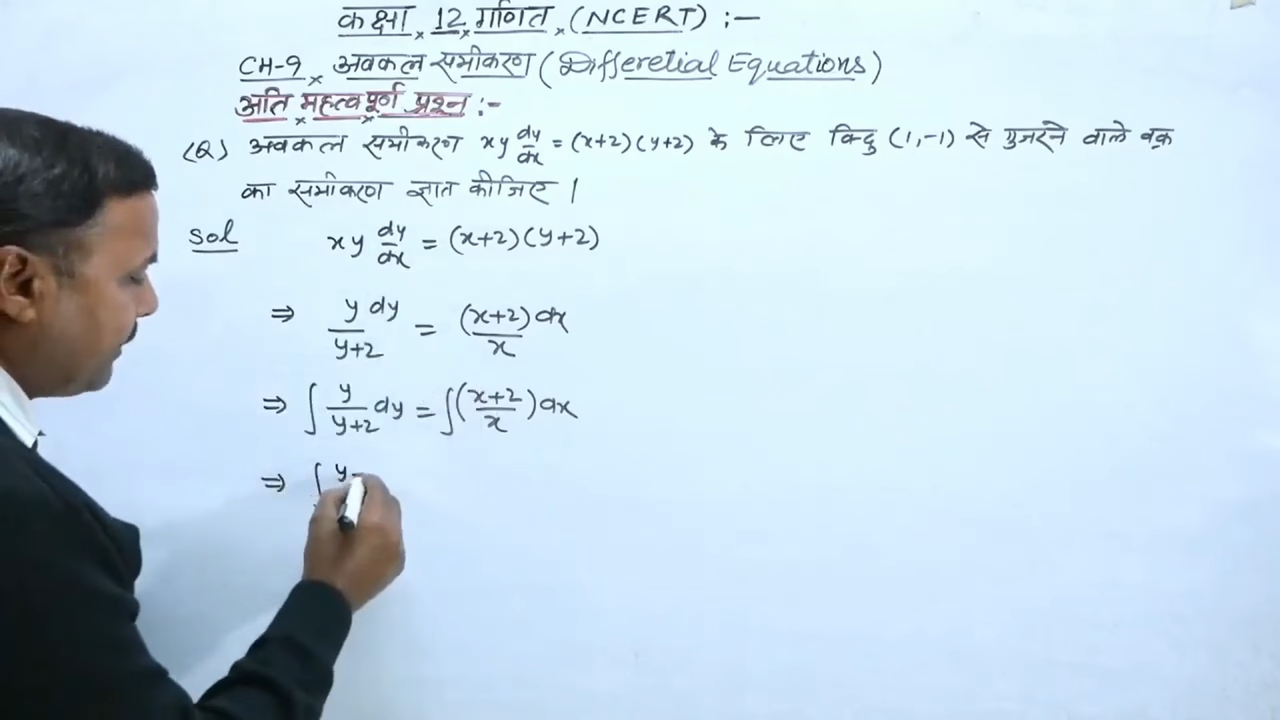 कक्षा × 12 × गणित × (NCERT) :-
CH-9 × अवकल समीकरण (Differetial Equations)
अति × महत्वपूर्ण × प्रश्न :-
(Q) अवकल समीकरण xy dy/dx = (x+2)(y+2) के लिए बिन्दु (1,-1) से गुजरने वाले वक्र
का समीकरण ज्ञात कीजिए।
Sol xy dy/dx = (x+2)(y+2)
⇒ y dy/y+2 = (x+2)dx/x
⇒ ∫ y/y+2 dy = ∫(x+2/x)dx
⇒ ∫ y